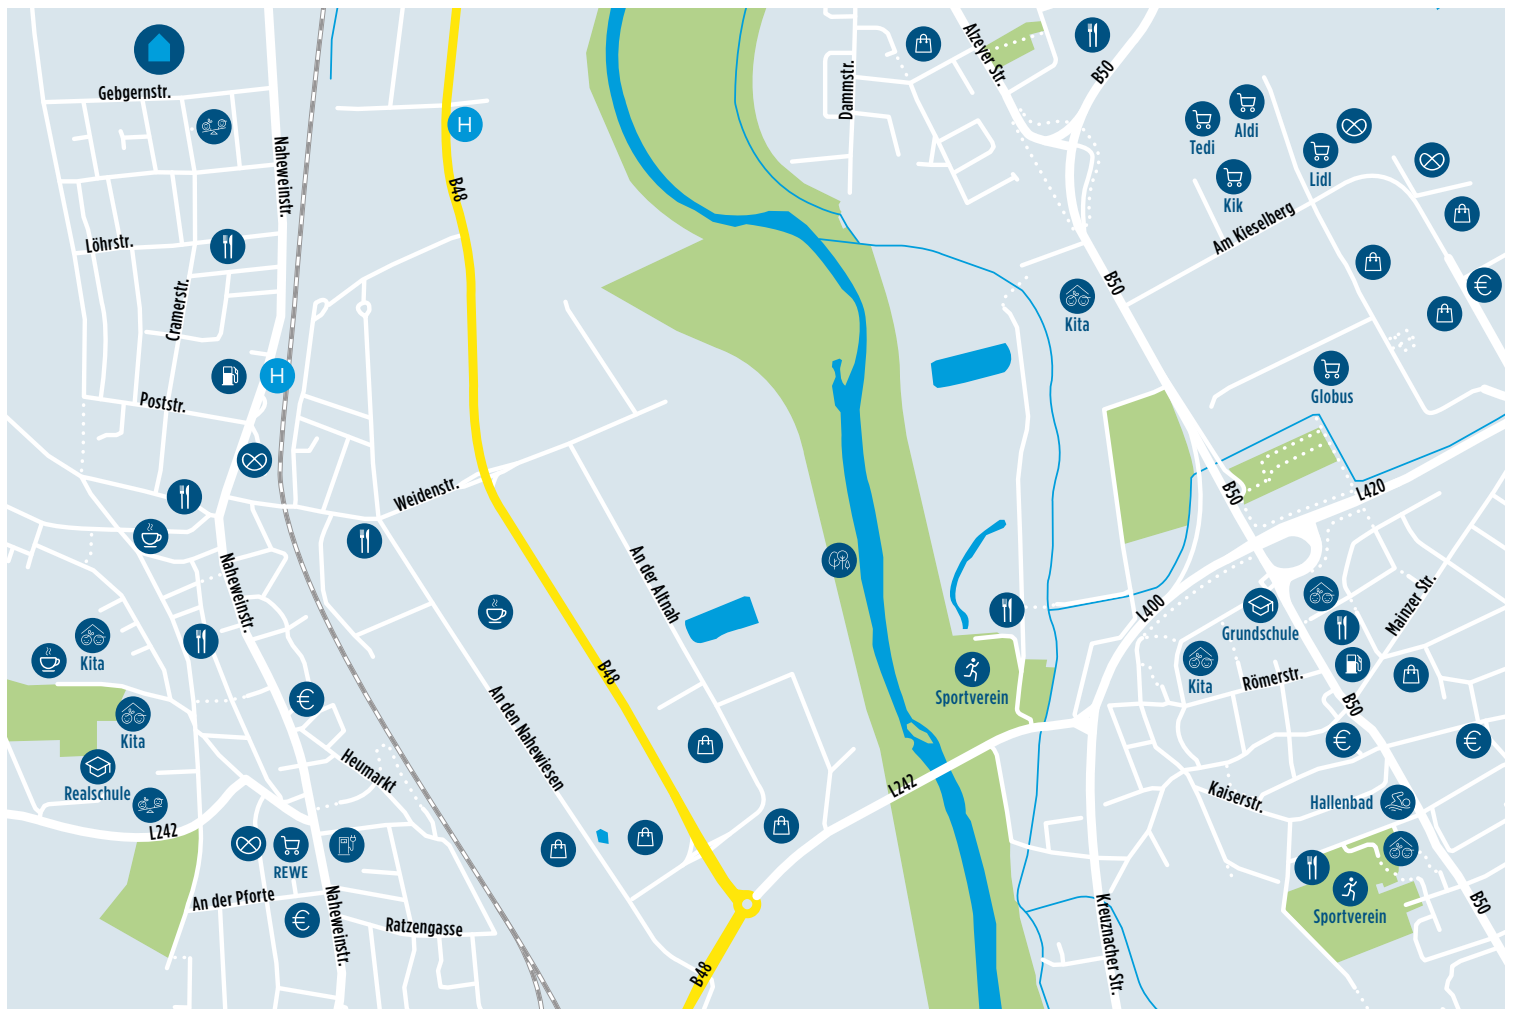 Gebgernstr.
Naheweinstr.
Löhrstr.
Cramerstr.
Poststr.
H
H
B48
Weidenstr.
Naheweinstr.
An der Altnah
B48
An den Nahewiesen
Kita
Kita
Realschule
L242
Heumarkt
REWE
An der Pforte
Naheweinstr.
Ratzengasse
B48
L242
Dammstr.
Alzeyer Str.
B50
Tedi
Aldi
Kik
Lidl
Am Kieselberg
B50
Kita
Globus
B50
L420
L400
Grundschule
Mainzer Str.
Kita
Römerstr.
B50
Sportverein
Kaiserstr.
Hallenbad
Sportverein
B50
Kreuznacher Str.
€
€
€
€
€